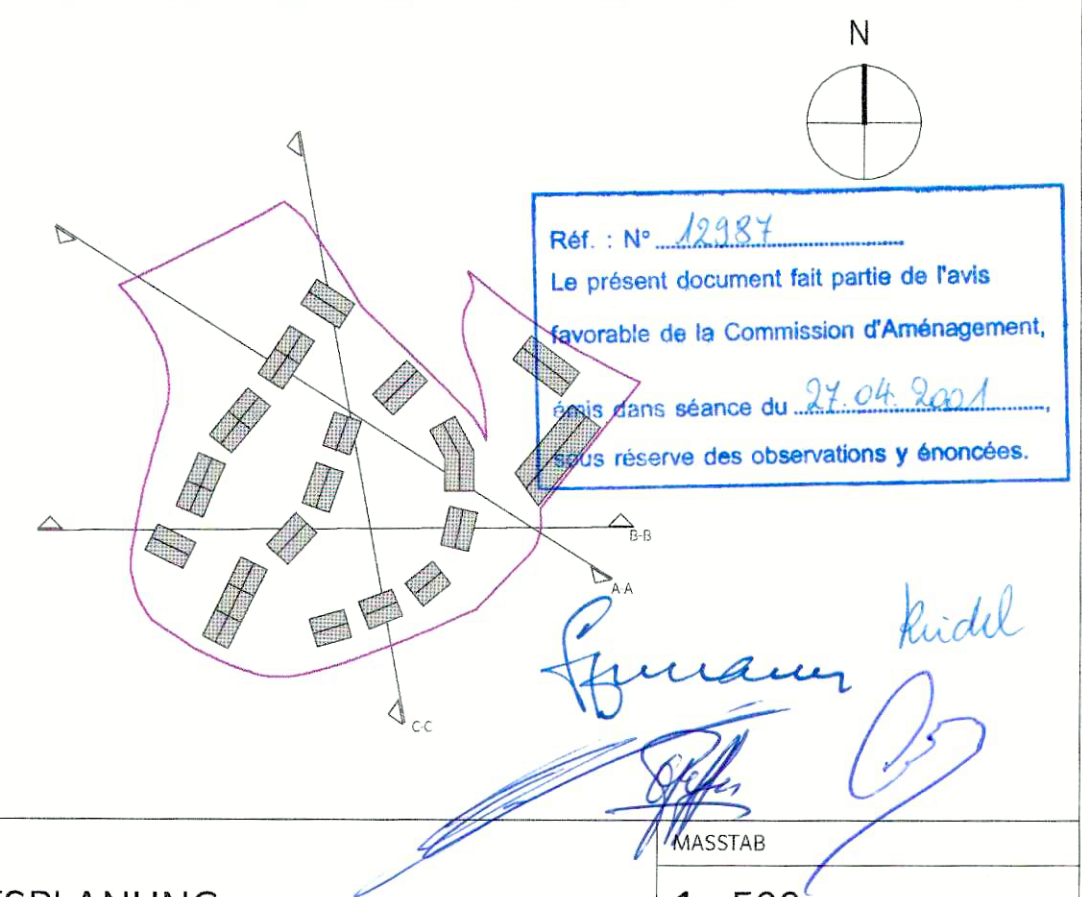 N
Réf. : N° 12987
Le présent document fait partie de l'avis
favorable de la Commission d'Aménagement,
émis dans séance du 27.04.2001,
sous réserve des observations y énoncées.
B-B
A A
C-C
MASSTAB